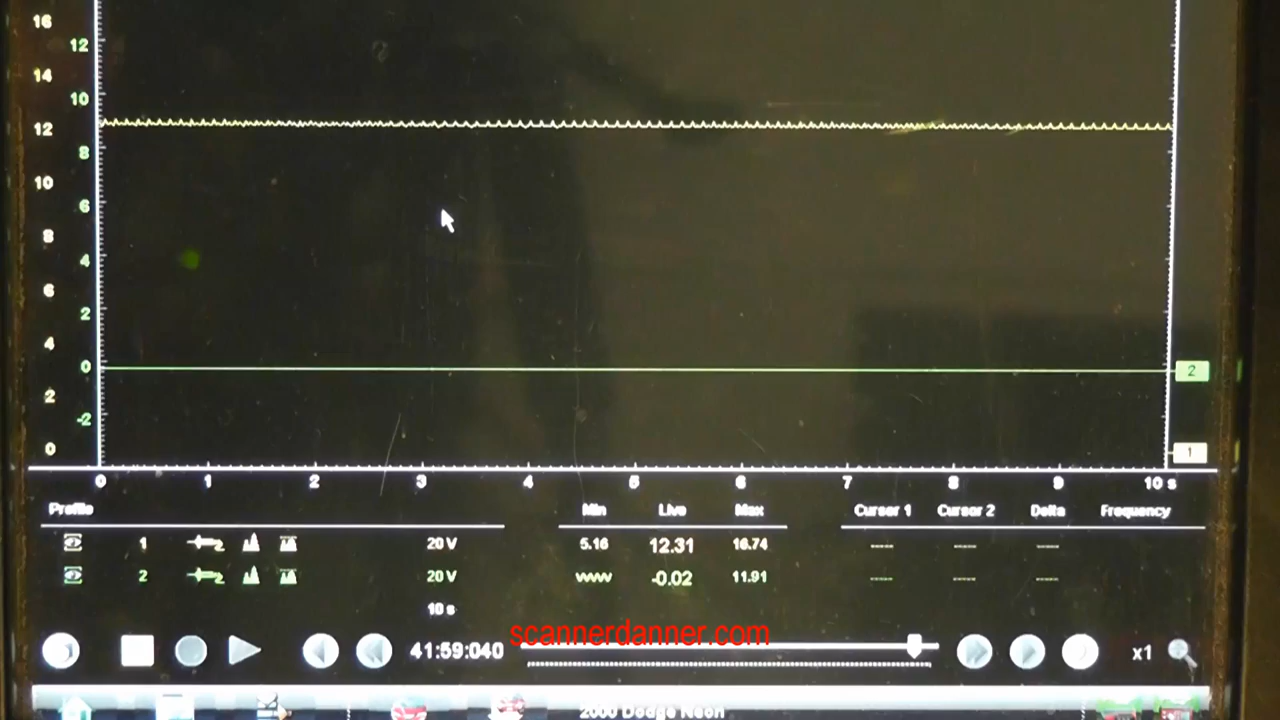 16
12
14
10
12
8
10
6
8
4
6
2
4
0
2
-2
0
2
1
0 1 2 3 4 5 6 7 8 9 10 s
Profile Min Live Max Cursor 1 Cursor 2 Delta Frequency
1 20 V 5.16 12.31 16.74 ---- ---- ----
2 20 V -0.02 11.91 ---- ---- ----
10 s
scannerdanner.com
41:59:040 x1
2000 Dodge Neon